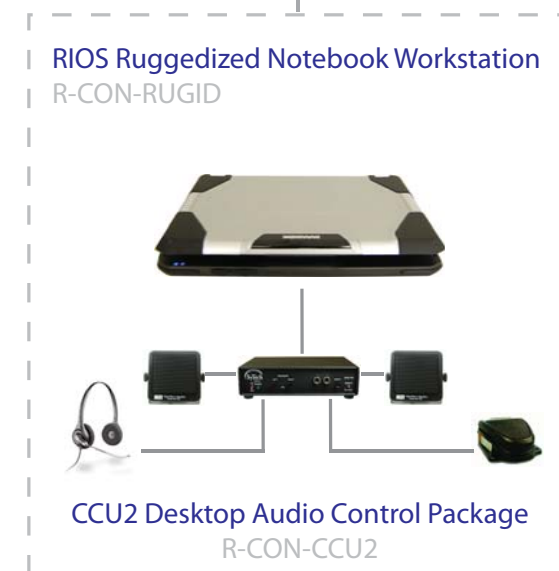 RIOS Ruggedized Notebook Workstation
R-CON-RUGID
CCU2 Desktop Audio Control Package
R-CON-CCU2